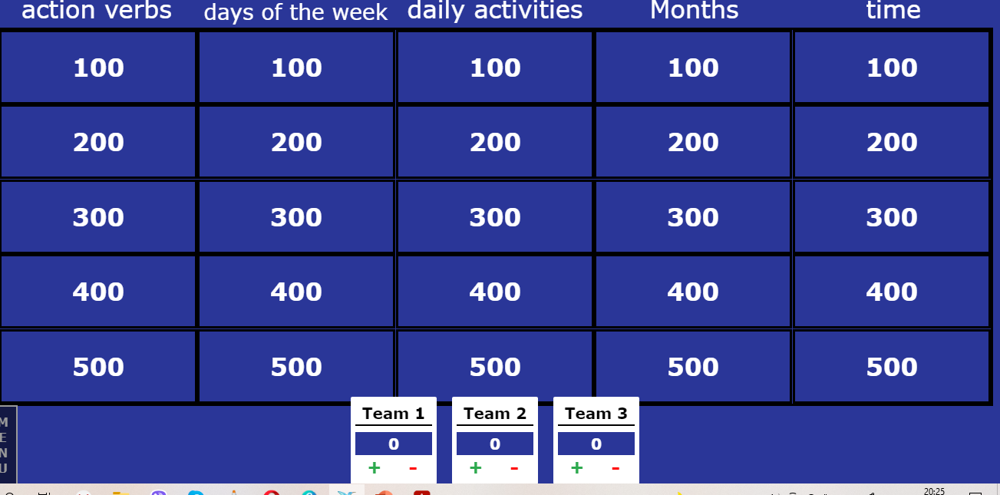 action verbs days of the week daily activities Months time
100 100 100 100 100
200 200 200 200 200
300 300 300 300 300
400 400 400 400 400
500 500 500 500 500
Team 1 Team 2 Team 3
0 0 0
+ - + - + -
M
E
N
U
20:25